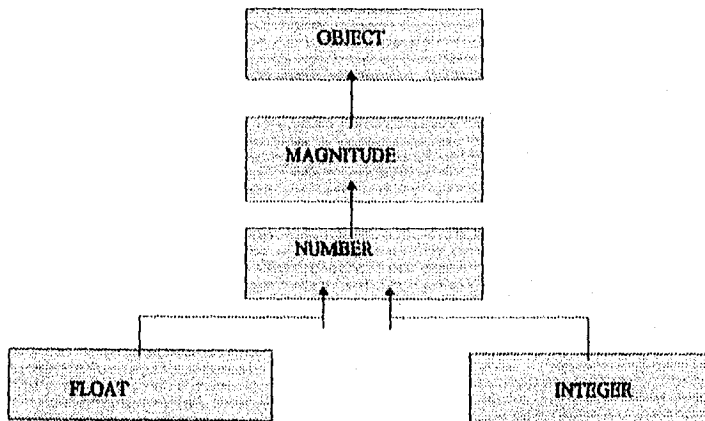 OBJECT
MAGNITUDE
NUMBER
FLOAT
INTEGER